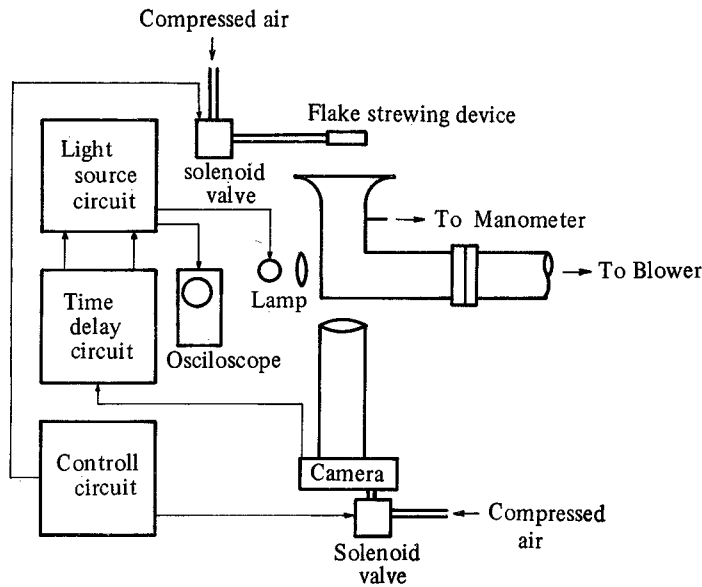 Compressed air
Flake strewing device
Light
source
circuit
solenoid
valve
To Manometer
To Blower
Lamp
Time
delay
circuit
Osciloscope
Controll
circuit
Camera
Compressed
air
Solenoid
valve